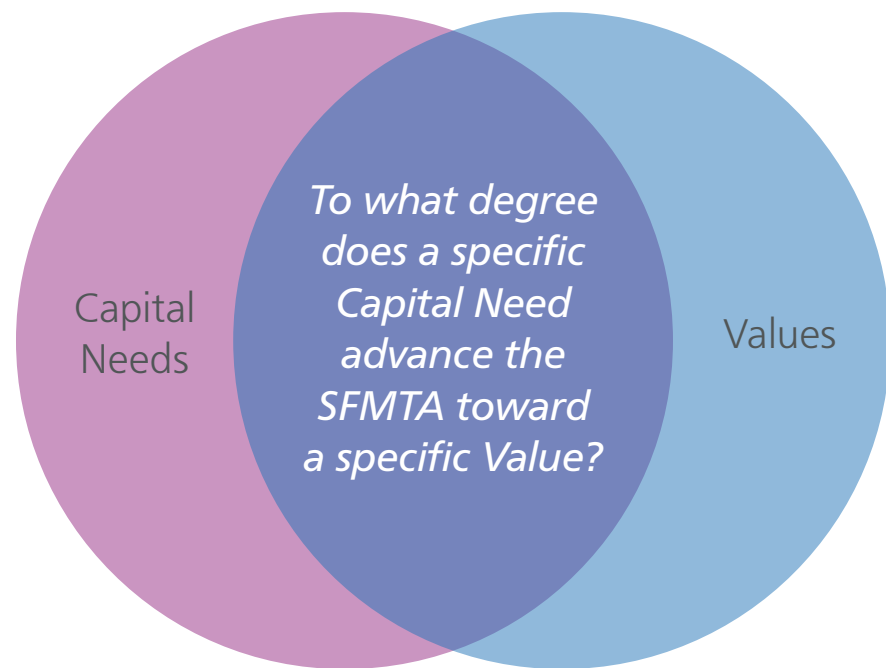 Capital
Needs
To what degree
does a specific
Capital Need
advance the
SFMTA toward
a specific Value?
Values